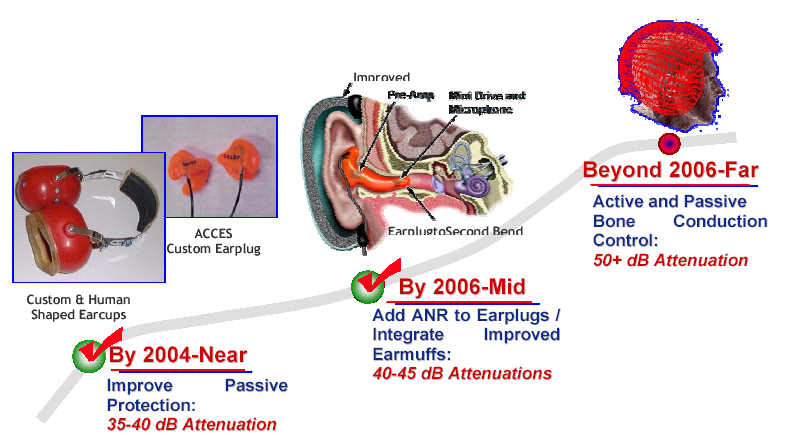 Improved
Pre-Amp
Mini Drive and
Microphone
EarplugtoSecond Bend
ACCES
Custom Earplug
Custom & Human
Shaped Earcups
By 2004-Near
Improve Passive
Protection:
35-40 dB Attenuation
By 2006-Mid
Add ANR to Earplugs /
Integrate Improved
Earmuffs:
40-45 dB Attenuations
Beyond 2006-Far
Active and Passive
Bone Conduction
Control:
50+ dB Attenuation